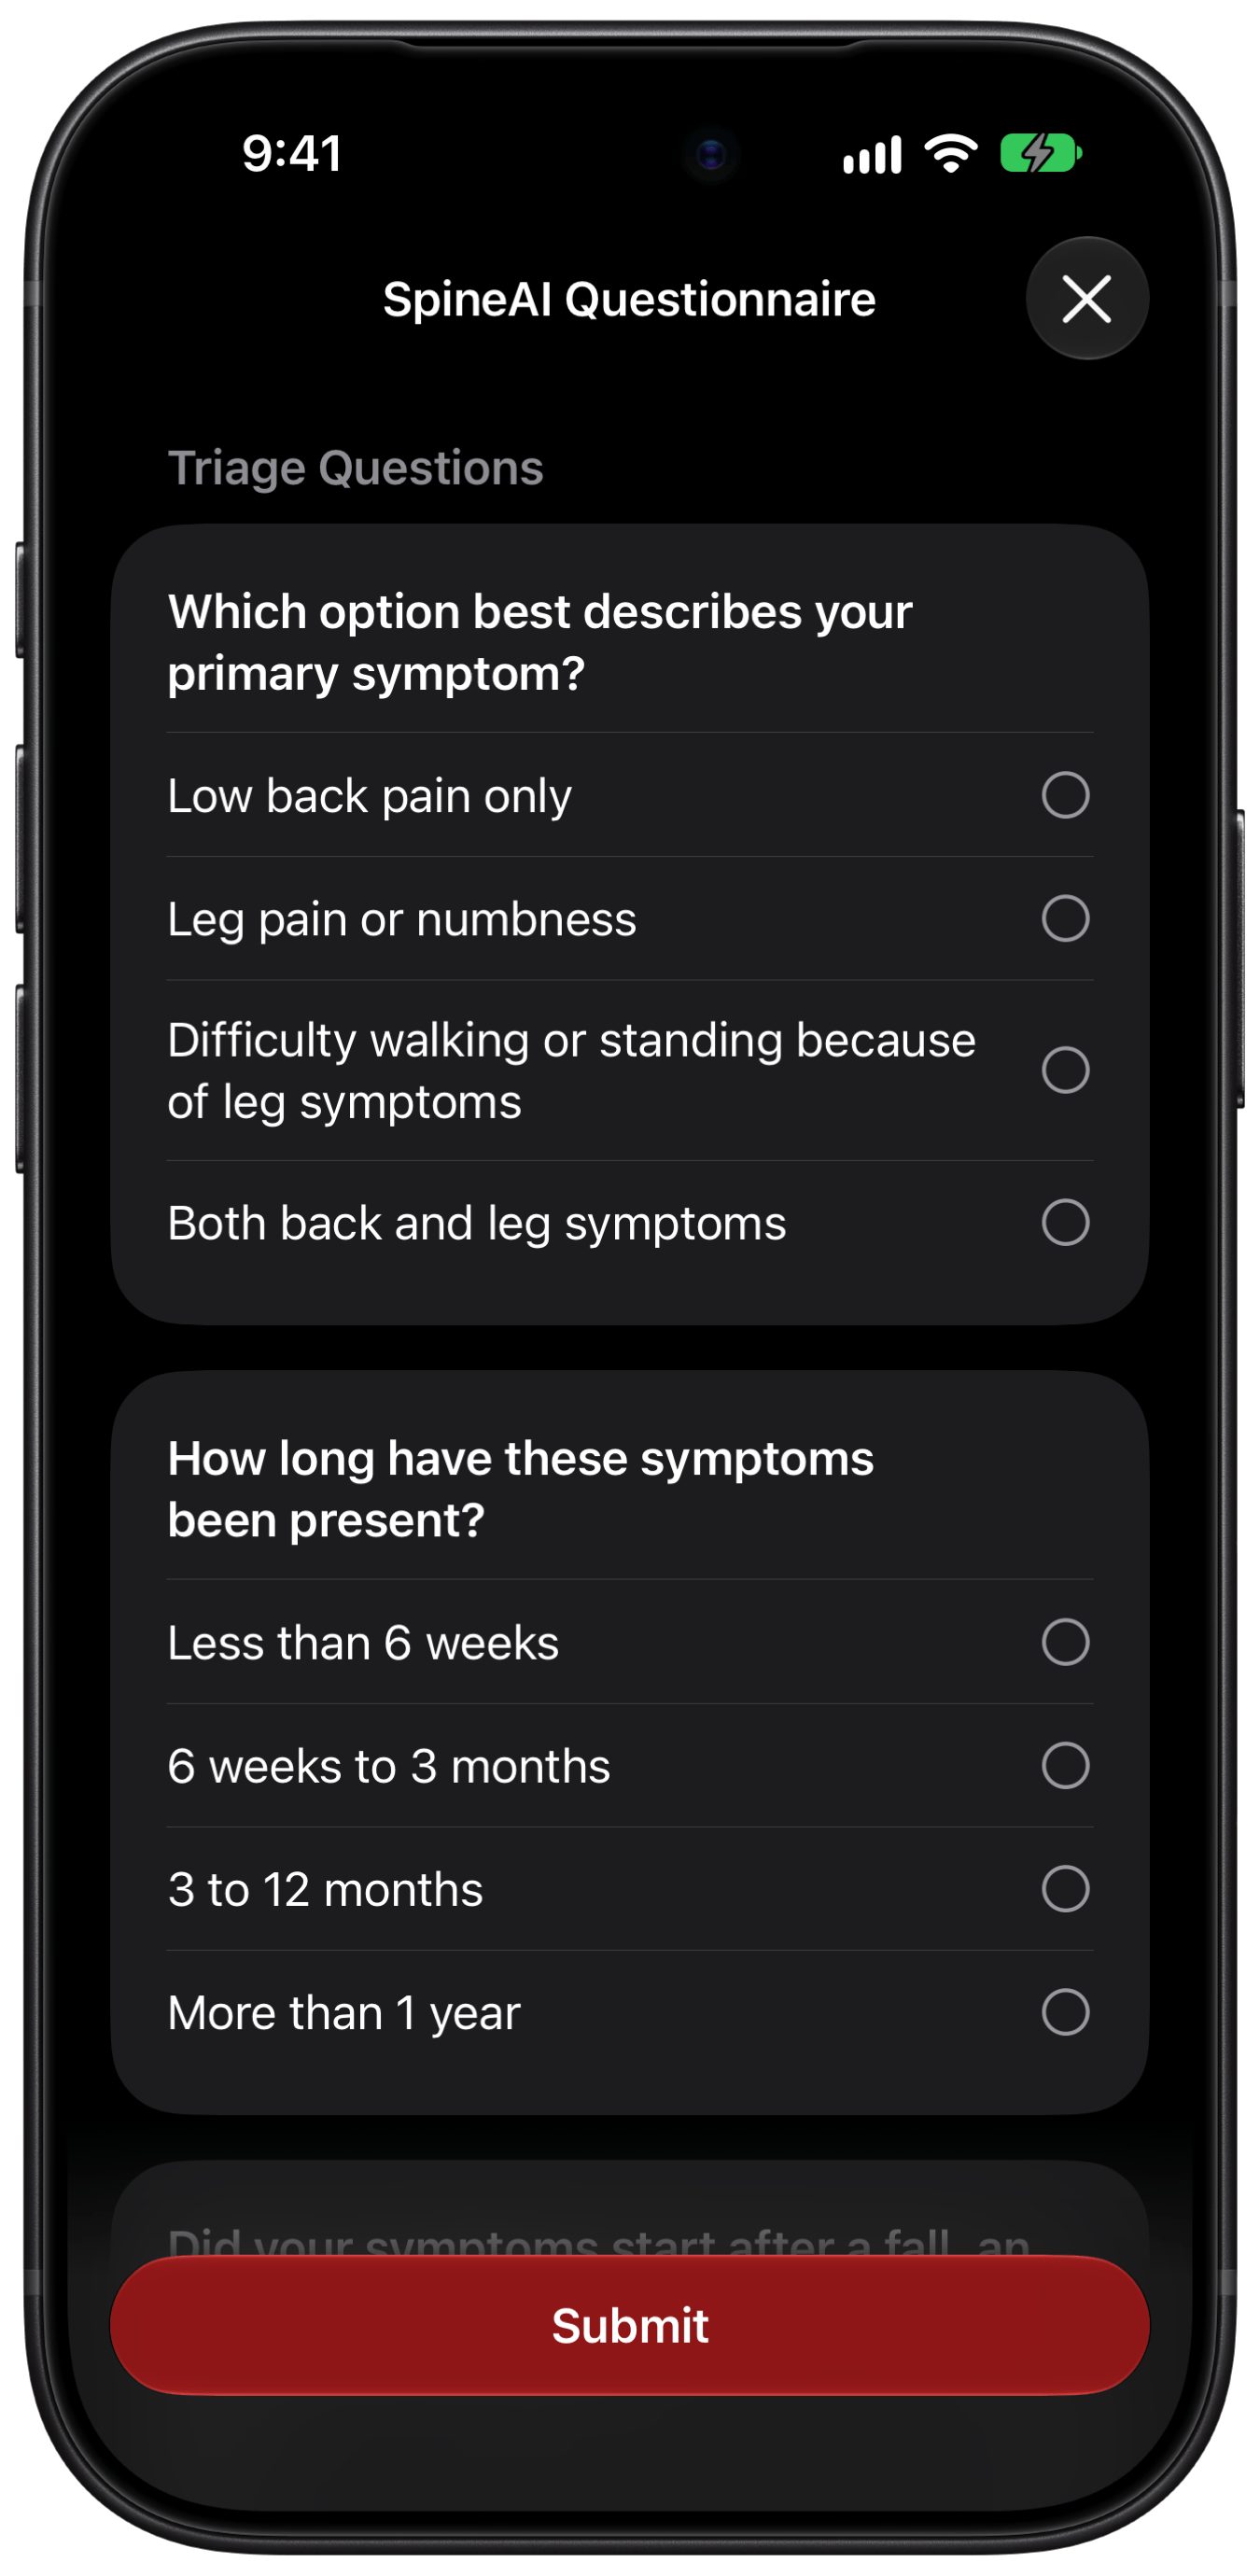 9:41
SpineAI Questionnaire
Triage Questions
Which option best describes your
primary symptom?
Low back pain only
Leg pain or numbness
Difficulty walking or standing because
of leg symptoms
Both back and leg symptoms
How long have these symptoms
been present?
Less than 6 weeks
6 weeks to 3 months
3 to 12 months
More than 1 year
Did your symptoms start after a fall, an
Submit